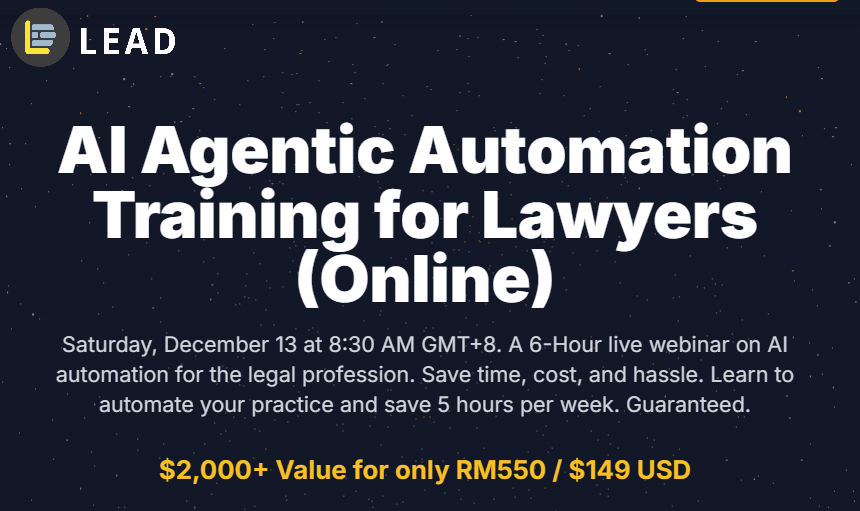 LEAD
AI Agentic Automation
Training for Lawyers
(Online)
Saturday, December 13 at 8:30 AM GMT+8. A 6-Hour live webinar on AI
automation for the legal profession. Save time, cost, and hassle. Learn to
automate your practice and save 5 hours per week. Guaranteed.
$2,000+ Value for only RM550 / $149 USD